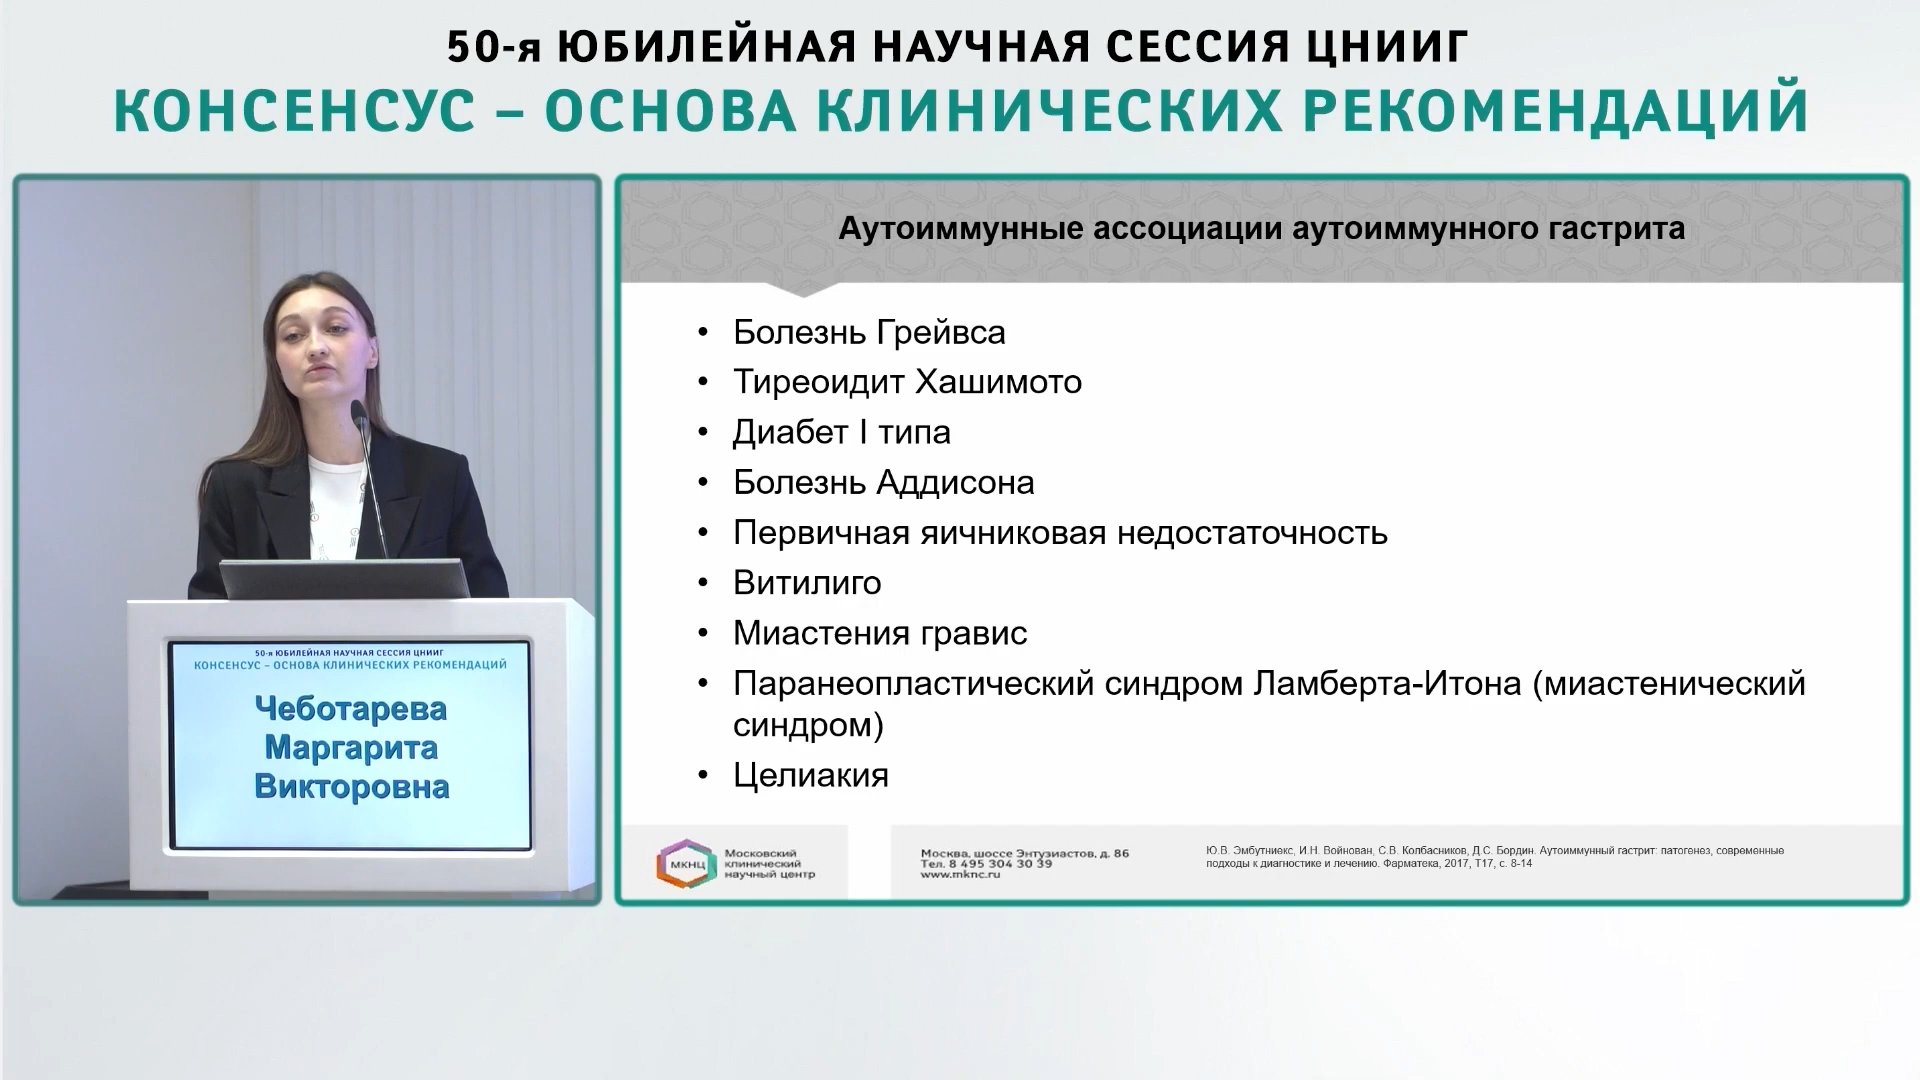 50-я ЮБИЛЕЙНАЯ НАУЧНАЯ СЕССИЯ ЦНИИГ
КОНСЕНСУС – ОСНОВА КЛИНИЧЕСКИХ РЕКОМЕНДАЦИЙ
50-я ЮБИЛЕЙНАЯ НАУЧНАЯ СЕССИЯ ЦНИИГ
КОНСЕНСУС – ОСНОВА КЛИНИЧЕСКИХ РЕКОМЕНДАЦИЙ
Чеботарева
Маргарита
Викторовна
Аутоиммунные ассоциации аутоиммунного гастрита
• Болезнь Грейвса
• Тиреоидит Хашимото
• Диабет I типа
• Болезнь Аддисона
• Первичная яичниковая недостаточность
• Витилиго
• Миастения гравис
• Паранеопластический синдром Ламберта-Итона (миастенический
синдром)
• Целиакия
МКНЦ
Московский
клинический
научный центр
Москва, шоссе Энтузиастов, д. 86
Тел. 8 495 304 30 39
www.mknc.ru
Ю.В. Эмбутниекс, И.Н. Войнован, С.В. Колбасников, Д.С. Бордин. Аутоиммунный гастрит: патогенез, современные
подходы к диагностике и лечению. Фарматека, 2017, Т17, с. 8-14